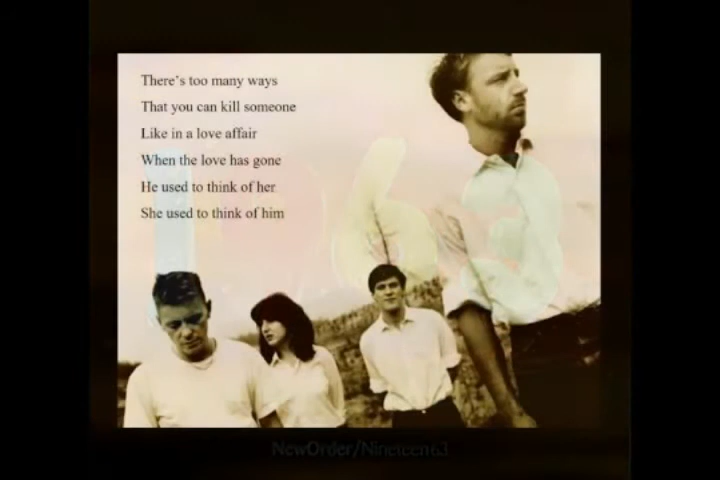 There's too many ways
That you can kill someone
Like in a love affair
When the love has gone
He used to think of her
She used to think of him
1963
NewOrder/Nineteen63